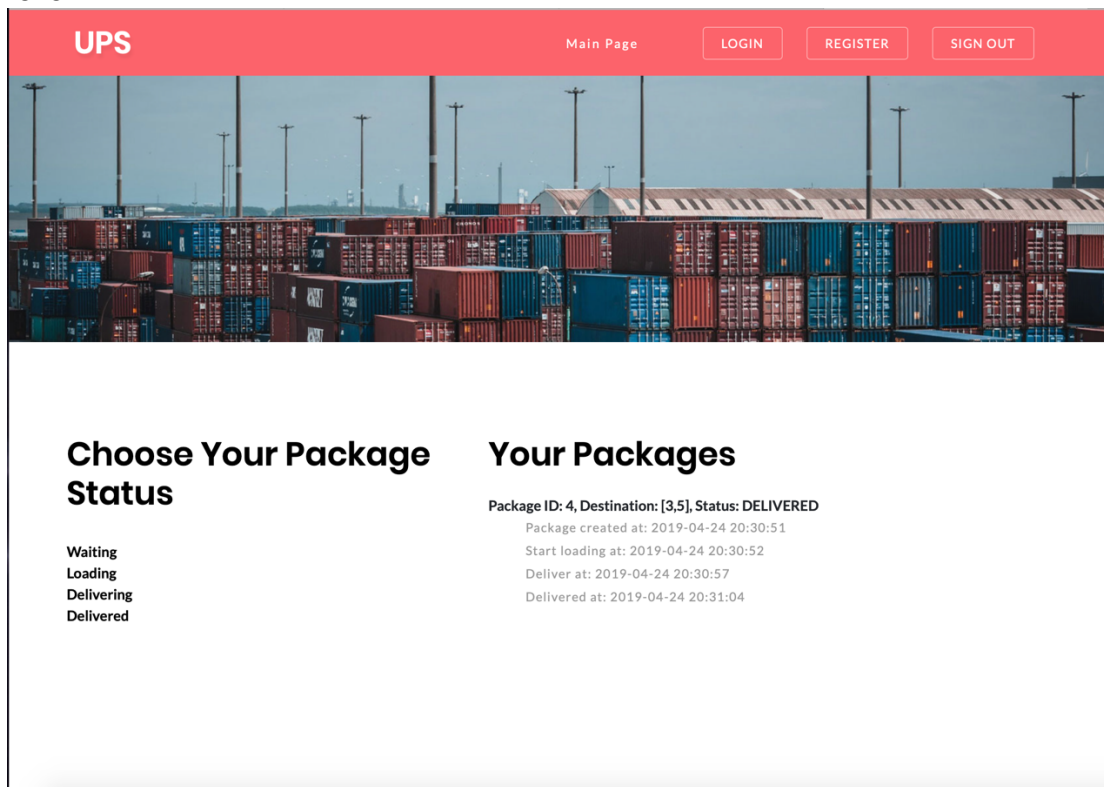 UPS
Main Page
LOGIN
REGISTER
SIGN OUT
Choose Your Package
Status
Waiting
Loading
Delivering
Delivered
Your Packages
Package ID: 4, Destination: [3,5], Status: DELIVERED
Package created at: 2019-04-24 20:30:51
Start loading at: 2019-04-24 20:30:52
Deliver at: 2019-04-24 20:30:57
Delivered at: 2019-04-24 20:31:04